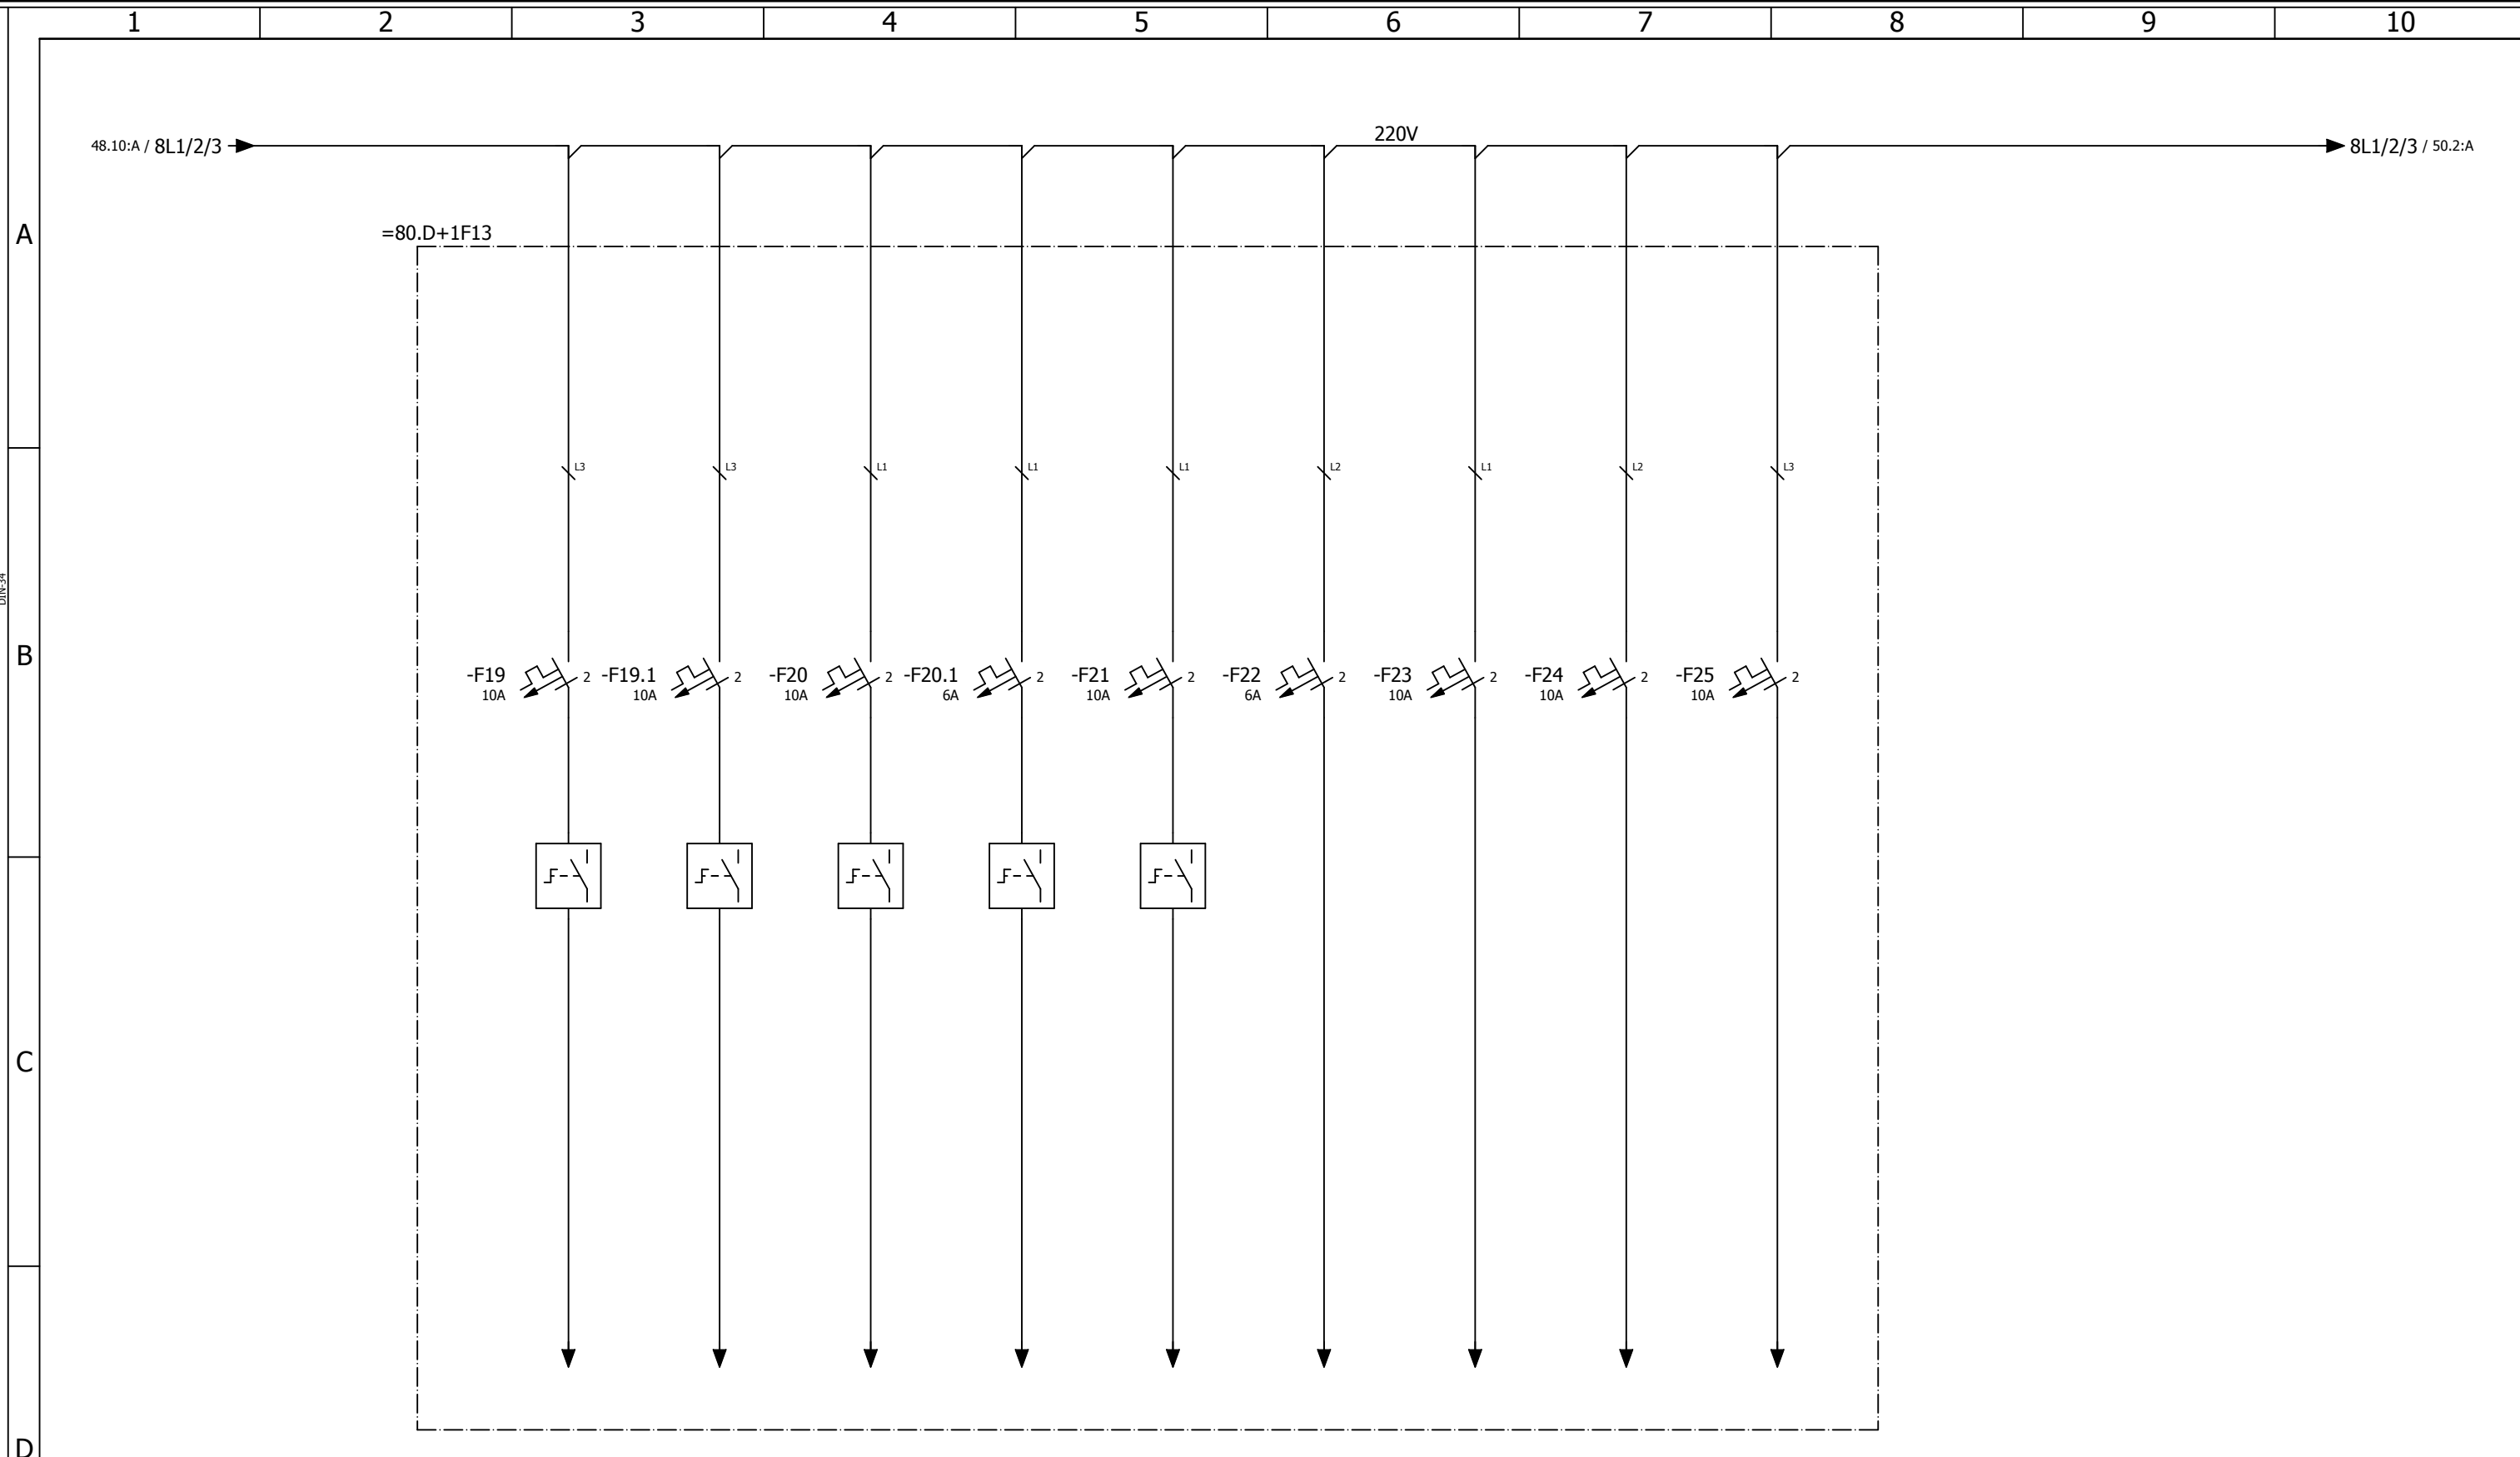 1 2 3 4 5 6 7 8 9 10
48.10:A / 8L1/2/3 220V 8L1/2/3 / 50.2:A
A
=80.D+1F13
L3 L3 L1 L1 L1 L2 L1 L2 L3
DIN-34
B
-F19 2 -F19.1 2 -F20 2 -F20.1 2 -F21 2 -F22 2 -F23 2 -F24 2 -F25 2
10A 10A 10A 6A 10A 6A 10A 10A 10A
C
D